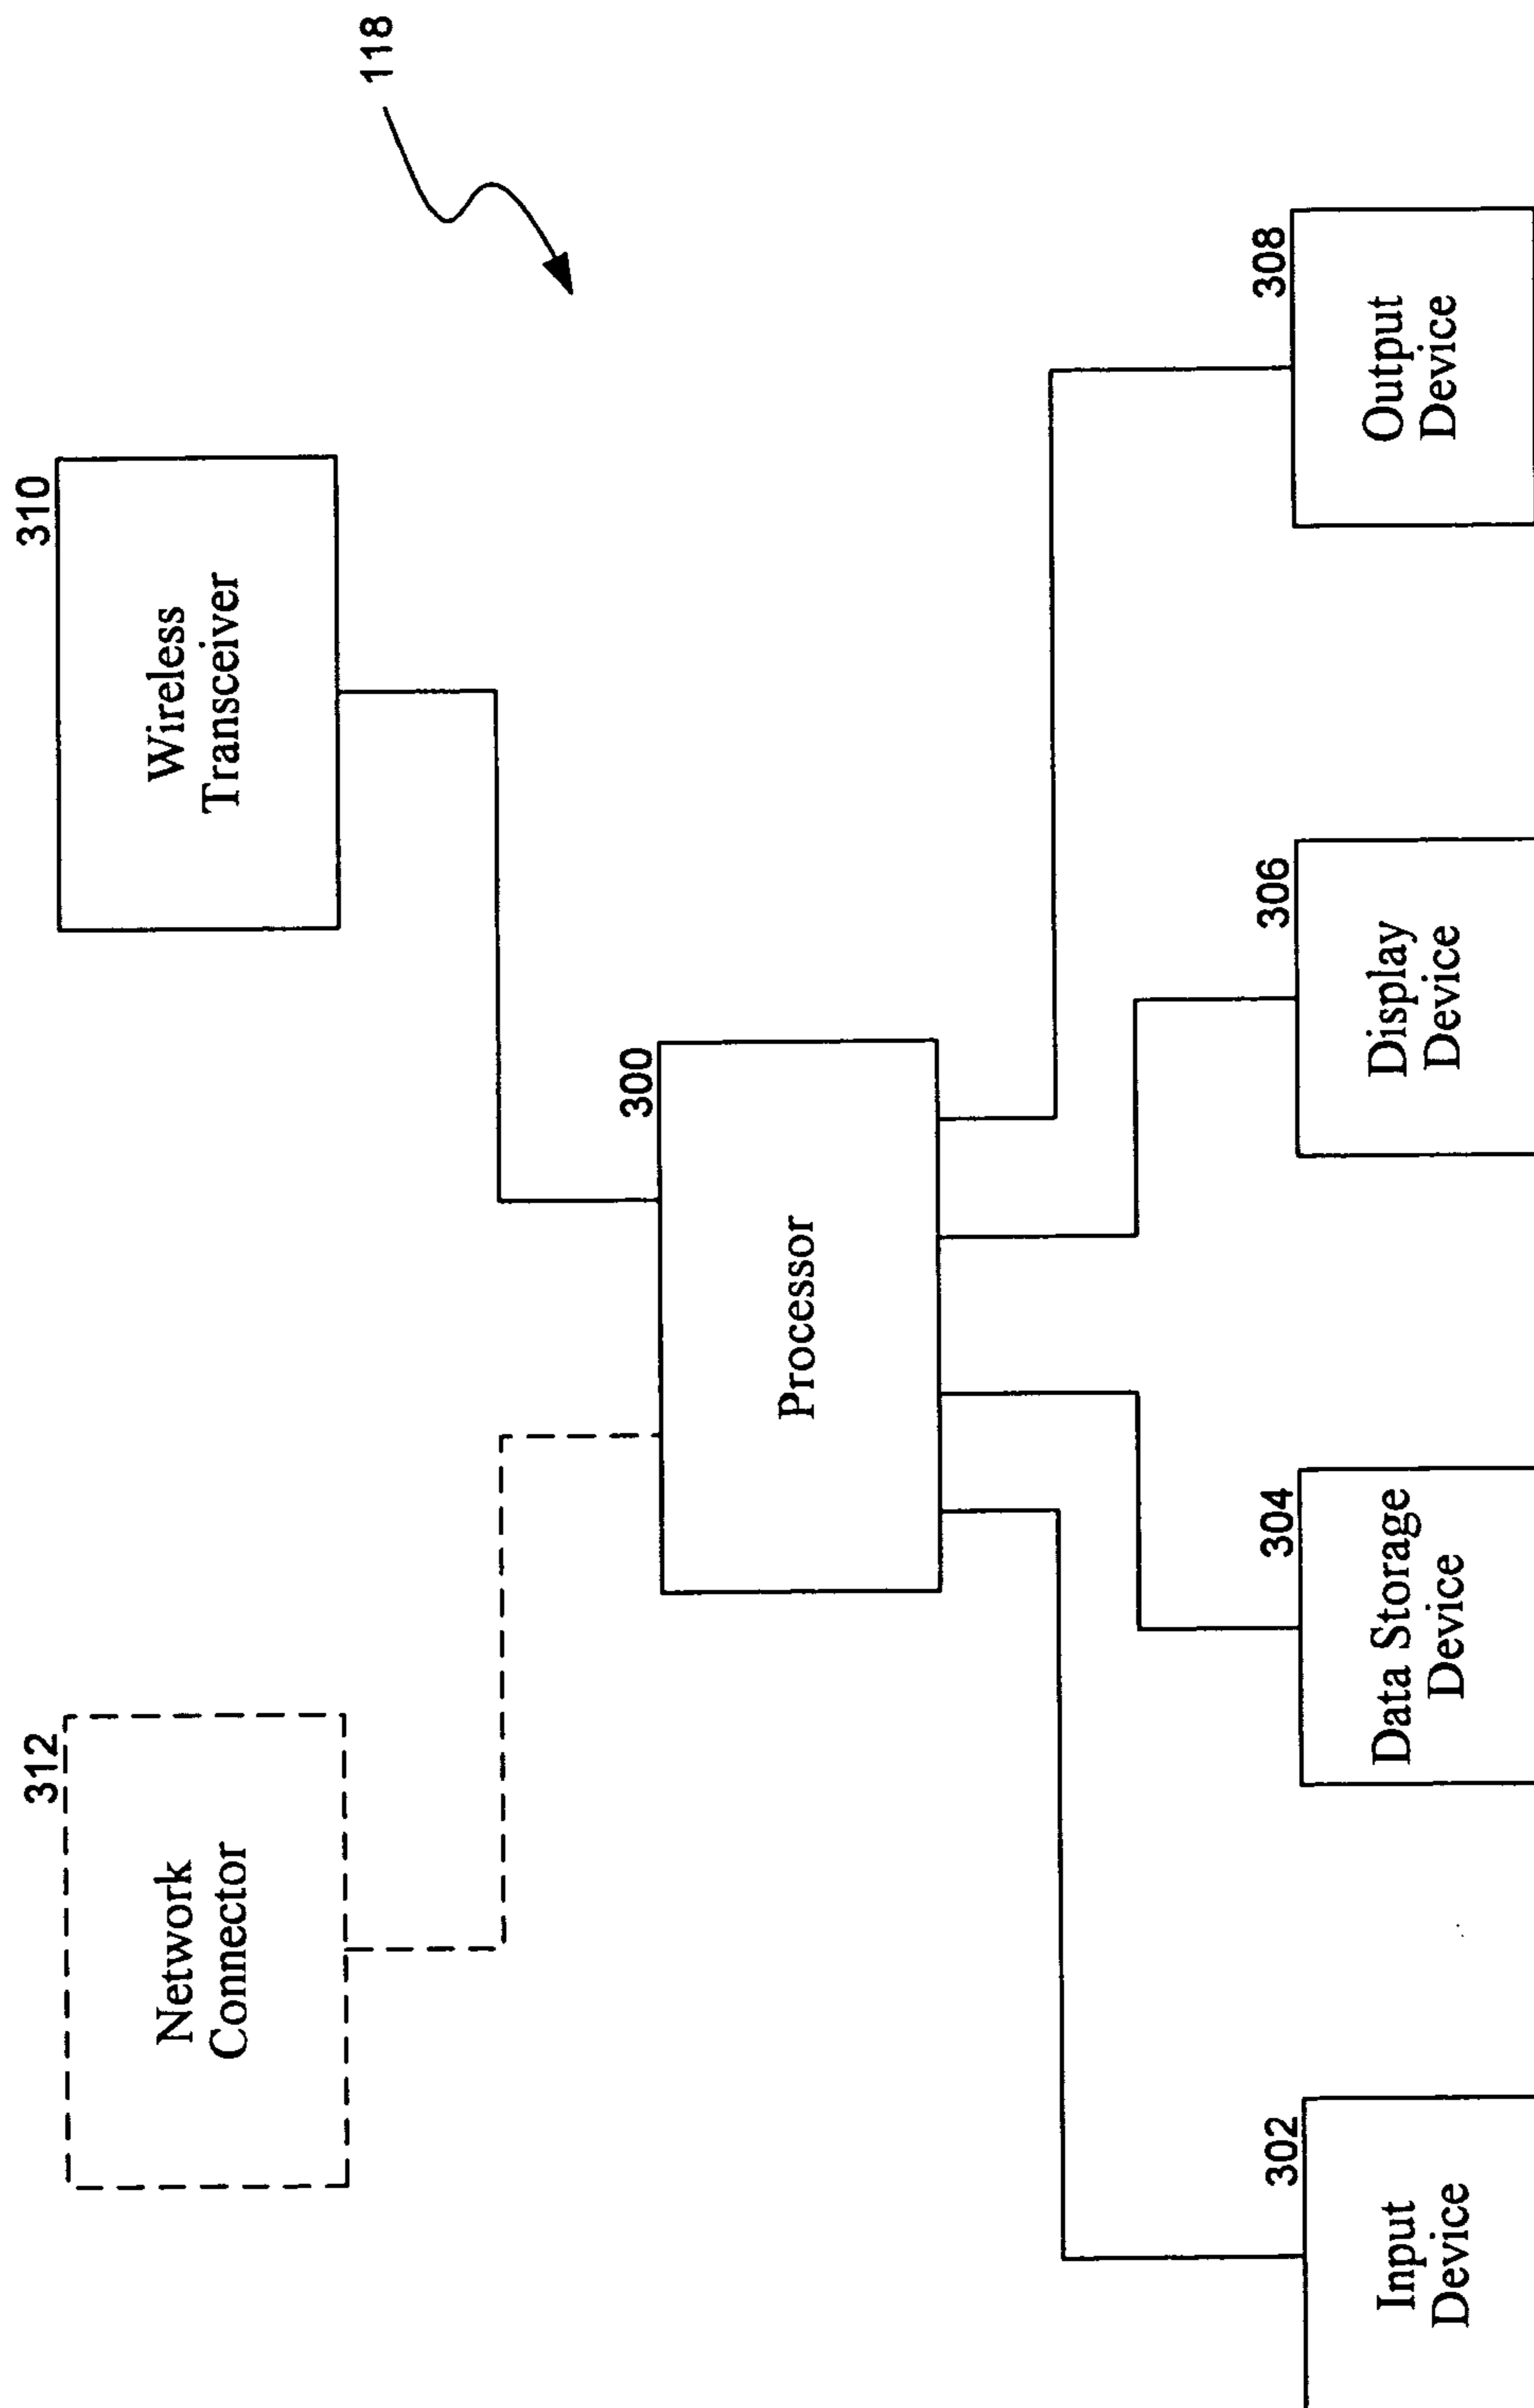 118
312
Network
Connector
310
Wireless
Transceiver
300
Processor
302
Input
Device
304
Data Storage
Device
306
Display
Device
308
Output
Device